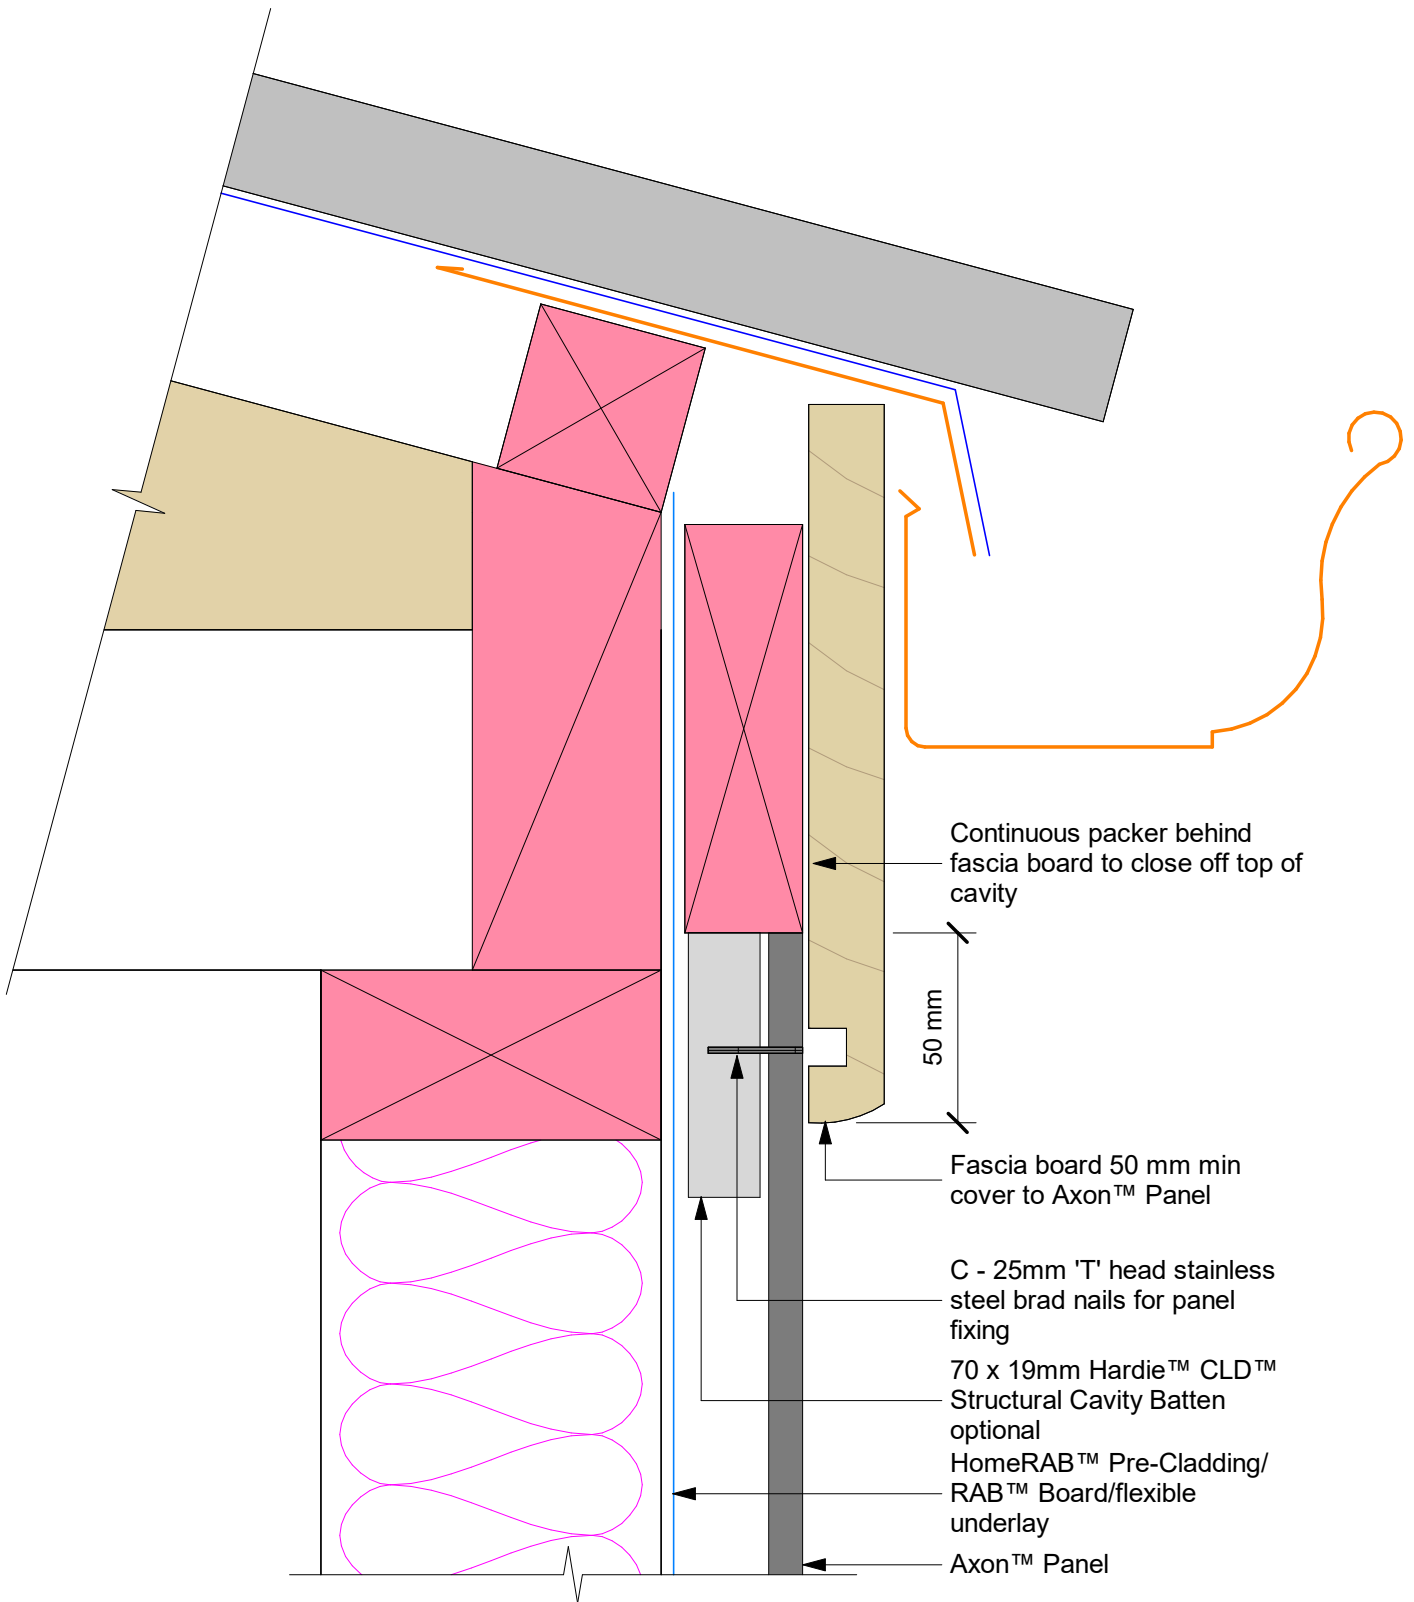 Continuous packer behind
fascia board to close off top of
cavity
50 mm
Fascia board 50 mm min
cover to Axon™ Panel
C - 25mm 'T' head stainless
steel brad nails for panel
fixing
70 x 19mm Hardie™ CLD™
Structural Cavity Batten
optional
HomeRAB™ Pre-Cladding/
RAB™ Board/flexible
underlay
Axon™ Panel